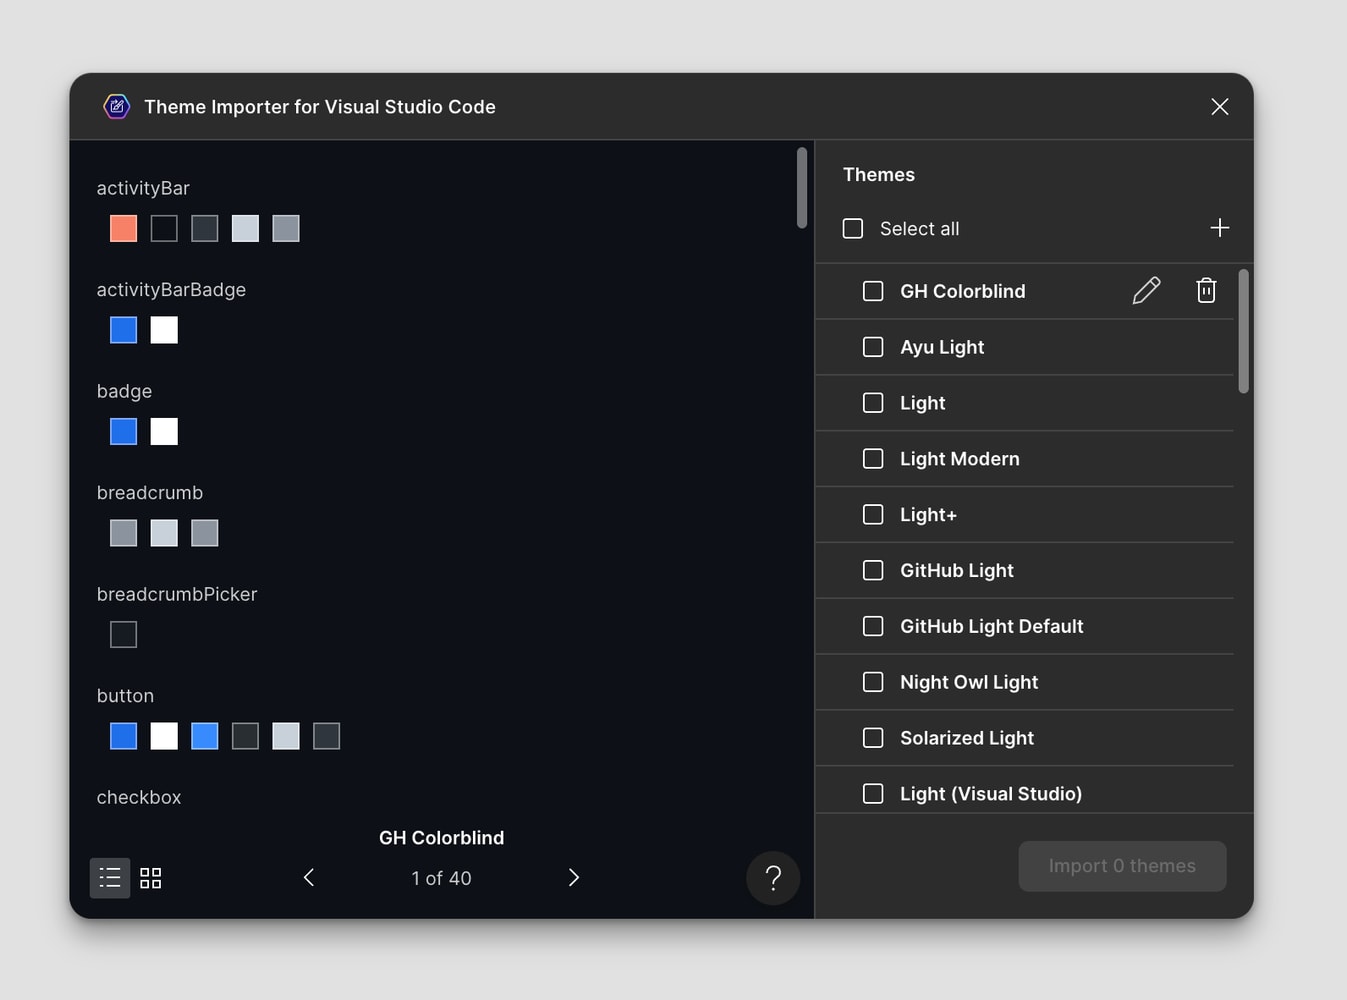 Theme Importer for Visual Studio Code
activityBar
activityBarBadge
badge
breadcrumb
breadcrumbPicker
button
checkbox
GH Colorblind
1 of 40
?
Themes
Select all
GH Colorblind
Ayu Light
Light
Light Modern
Light+
GitHub Light
GitHub Light Default
Night Owl Light
Solarized Light
Light (Visual Studio)
Import 0 themes